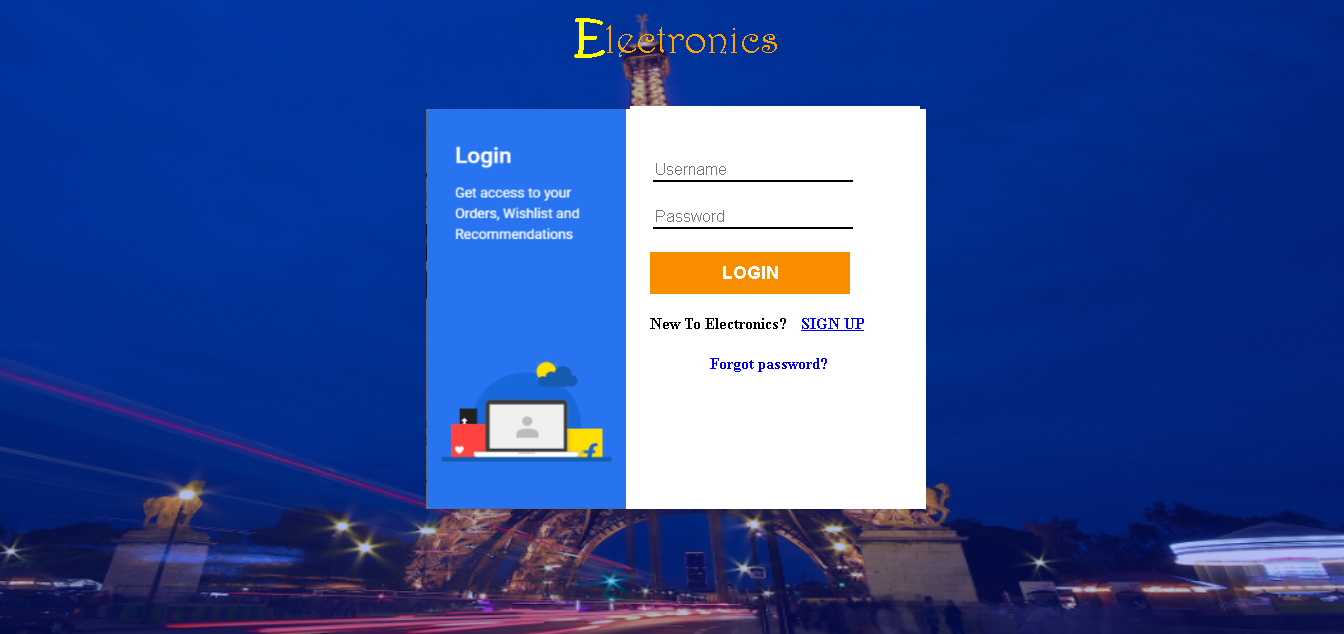 Electronics
Login
Get access to your
Orders, Wishlist and
Recommendations
Username
Password
LOGIN
New To Electronics? SIGN UP
Forgot password?